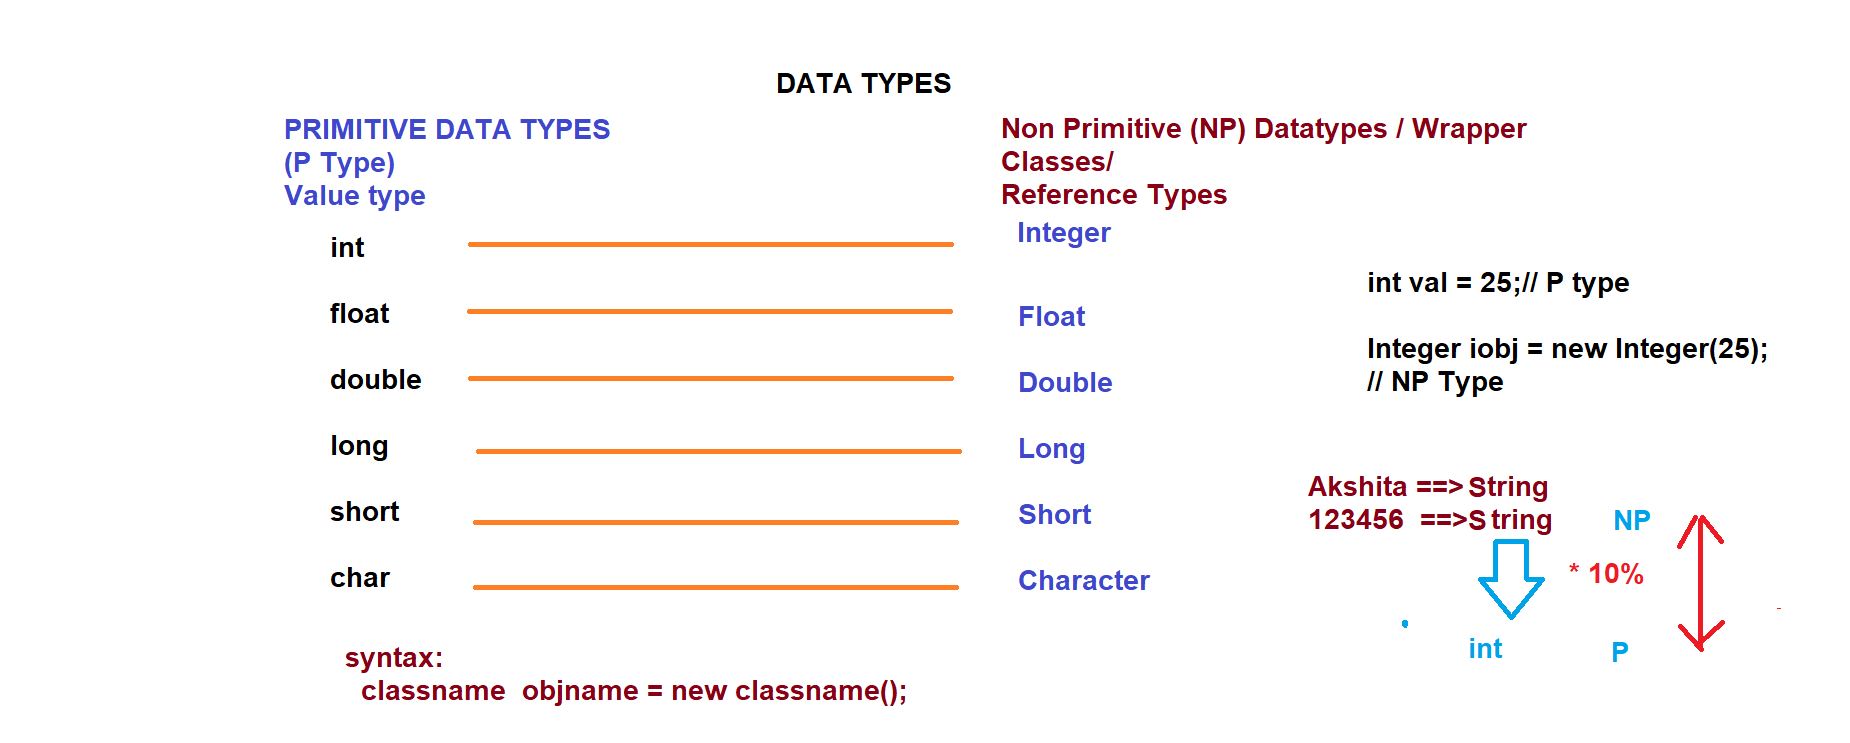 DATA TYPES
PRIMITIVE DATA TYPES
(P Type)
Value type
int
float
double
long
short
char
syntax:
classname objname = new classname();
Non Primitive (NP) Datatypes / Wrapper
Classes/
Reference Types
Integer
Float
Double
Long
Short
Character
int val = 25;// P type
Integer iobj = new Integer(25);
// NP Type
Akshita ==> String
123456 ==>S tring
NP
* 10%
int
P